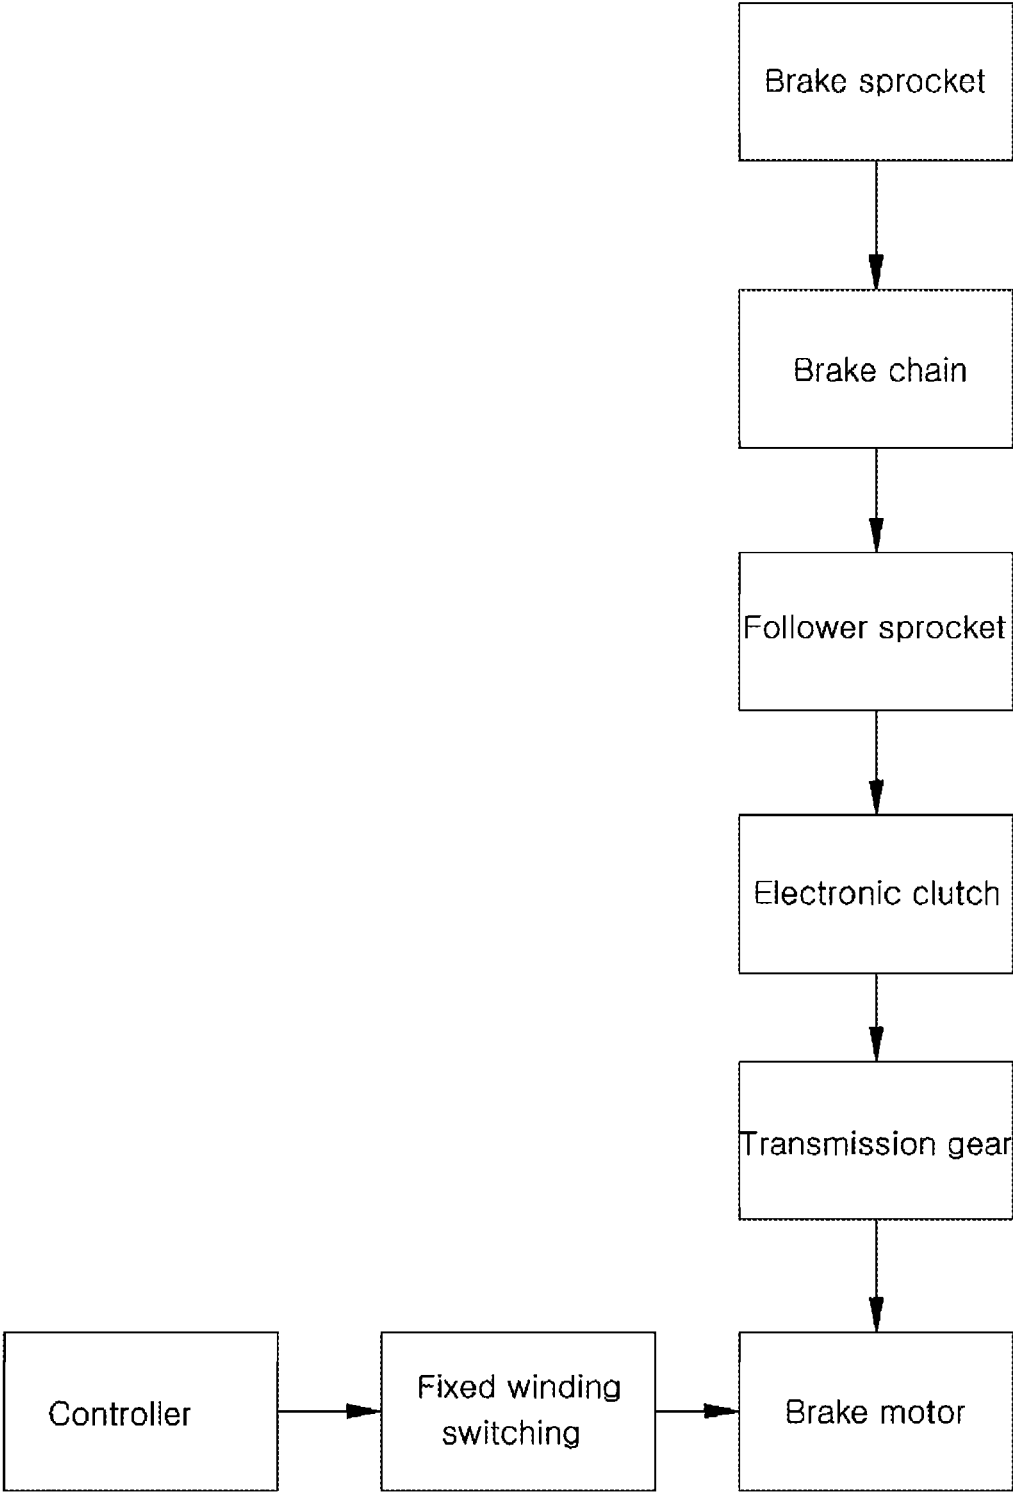 Brake sprocket
Brake chain
Follower sprocket
Electronic clutch
Transmission gear
Controller
Fixed winding
switching
Brake motor